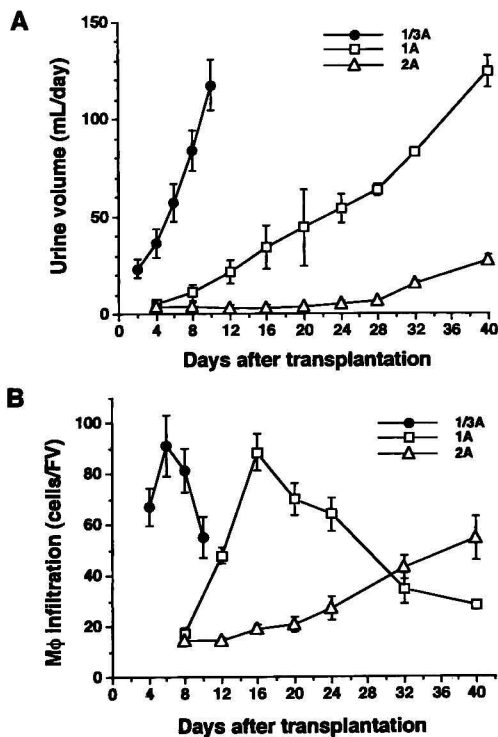 A
1/3A
1A
2A
150
100
50
0
Urine volume (mL/day)
0 4 8 12 16 20 24 28 32 36 40
Days after transplantation
B
1/3A
1A
2A
100
80
60
40
20
0
Mφ infiltration (cells/FV)
0 4 8 12 16 20 24 28 32 36 40
Days after transplantation